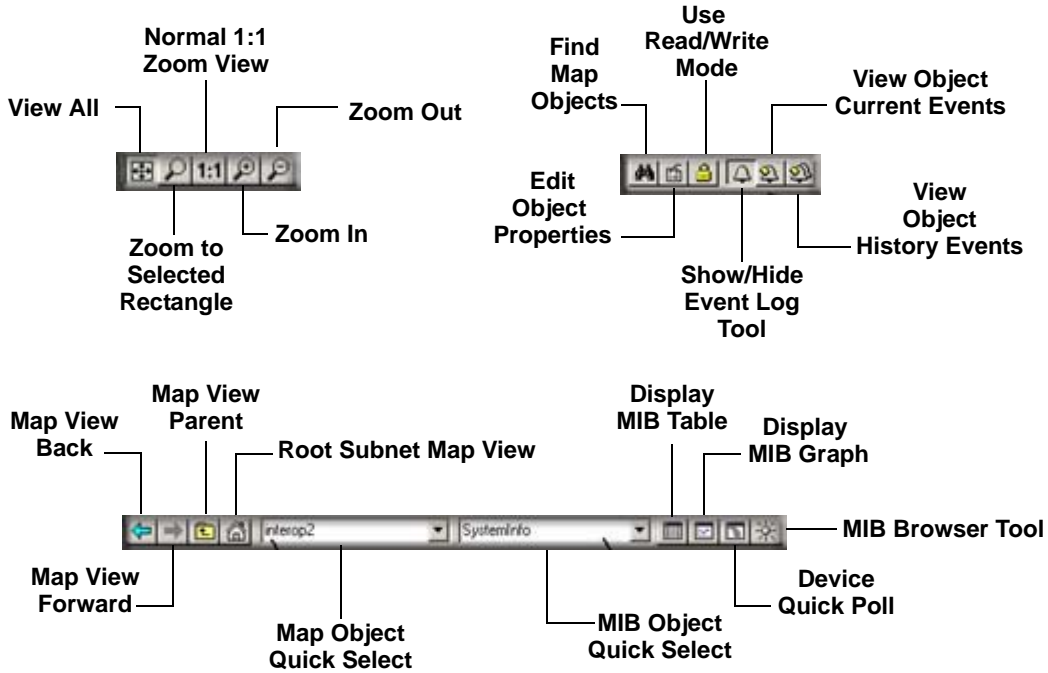 Normal 1:1
Zoom View
View All
Zoom Out
1:1
Zoom to
Selected
Rectangle
Zoom In
Find
Map
Objects
Use
Read/Write
Mode
View Object
Current Events
Edit
Object
Properties
Show/Hide
Event Log
Tool
View
Object
History Events
Map View
Back
Map View
Parent
Root Subnet Map View
Display
MIB Table
Display
MIB Graph
interop2
SystemInfo
MIB Browser Tool
Map View
Forward
Map Object
Quick Select
MIB Object
Quick Select
Device
Quick Poll